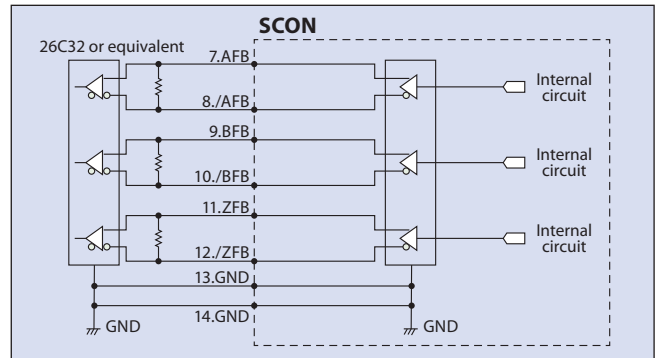 SCON
26C32 or equivalent
7.AFB
Internal
circuit
8./AFB
9.BFB
Internal
circuit
10./BFB
11.ZFB
Internal
circuit
12./ZFB
13.GND
14.GND
GND
GND